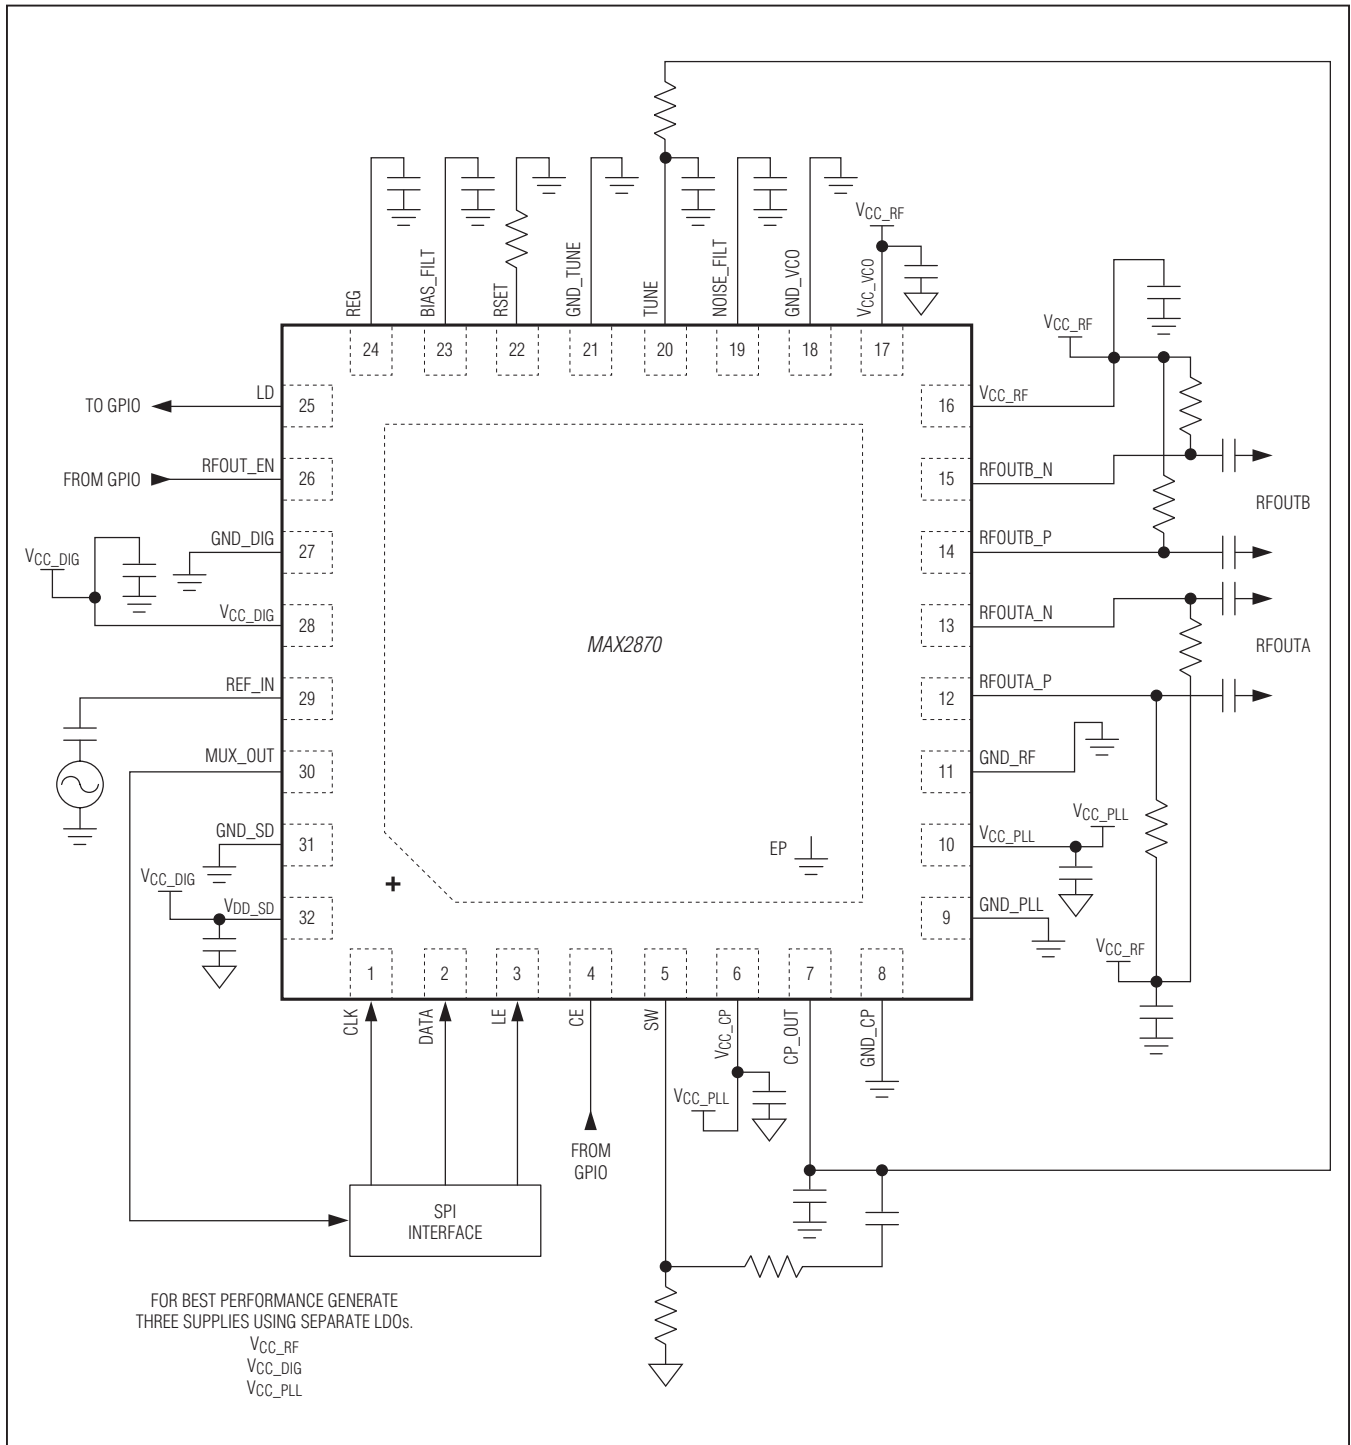 VCC_RF
REG
BIAS_FILT
RSET
GND_TUNE
TUNE
NOISE_FILT
GND_VCO
VCC_VCO
VCC_RF
24
23
22
21
20
19
18
17
TO GPIO
LD
25
16
VCC_RF
FROM GPIO
RFOUT_EN
26
15
RFOUTB_N
RFOUTB
VCC_DIG
GND_DIG
27
14
RFOUTB_P
VCC_DIG
28
13
RFOUTA_N
MAX2870
RFOUTA
REF_IN
29
12
RFOUTA_P
MUX_OUT
30
11
GND_RF
VCC_PLL
GND_SD
31
EP
10
VCC_PLL
VCC_DIG
+
VDD_SD
32
9
GND_PLL
VCC_RF
1
2
3
4
5
6
7
8
CLK
DATA
LE
CE
SW
VCC_CP
CP_OUT
GND_CP
VCC_PLL
FROM
GPIO
SPI
INTERFACE
FOR BEST PERFORMANCE GENERATE
THREE SUPPLIES USING SEPARATE LDOs.
VCC_RF
VCC_DIG
VCC_PLL